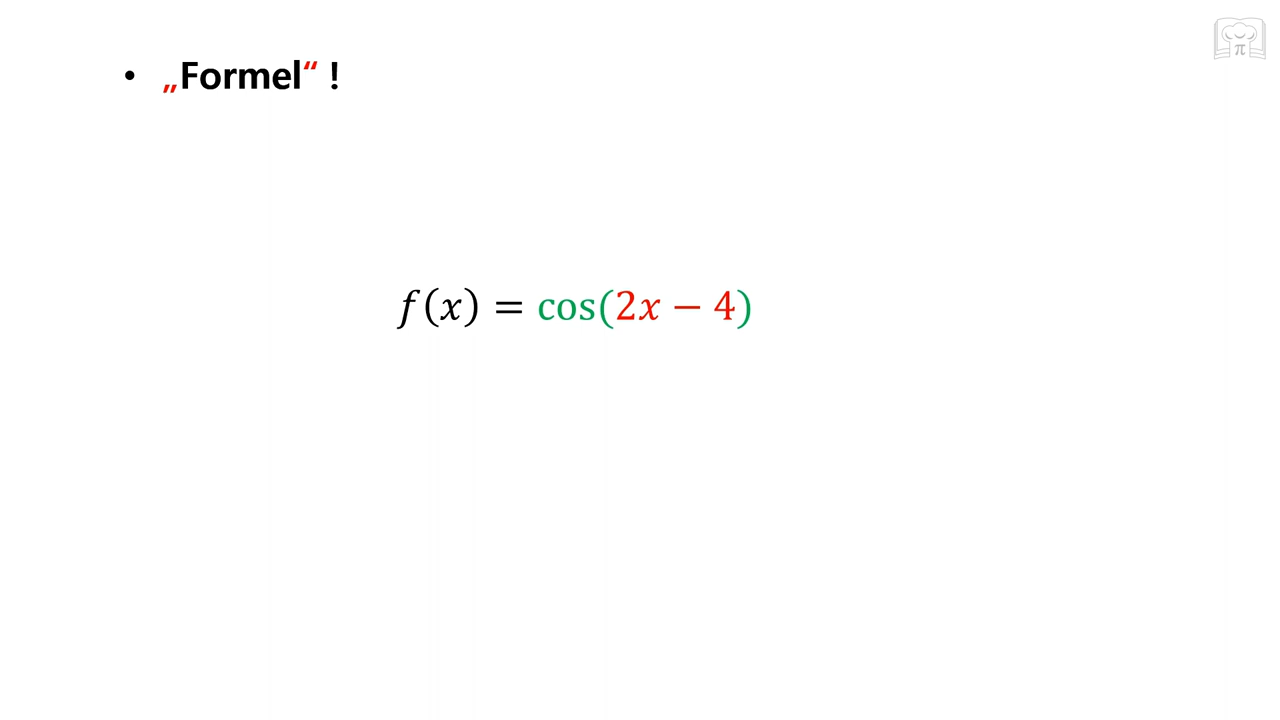 • „Formel“ !
f(x) = cos(2x − 4)
π